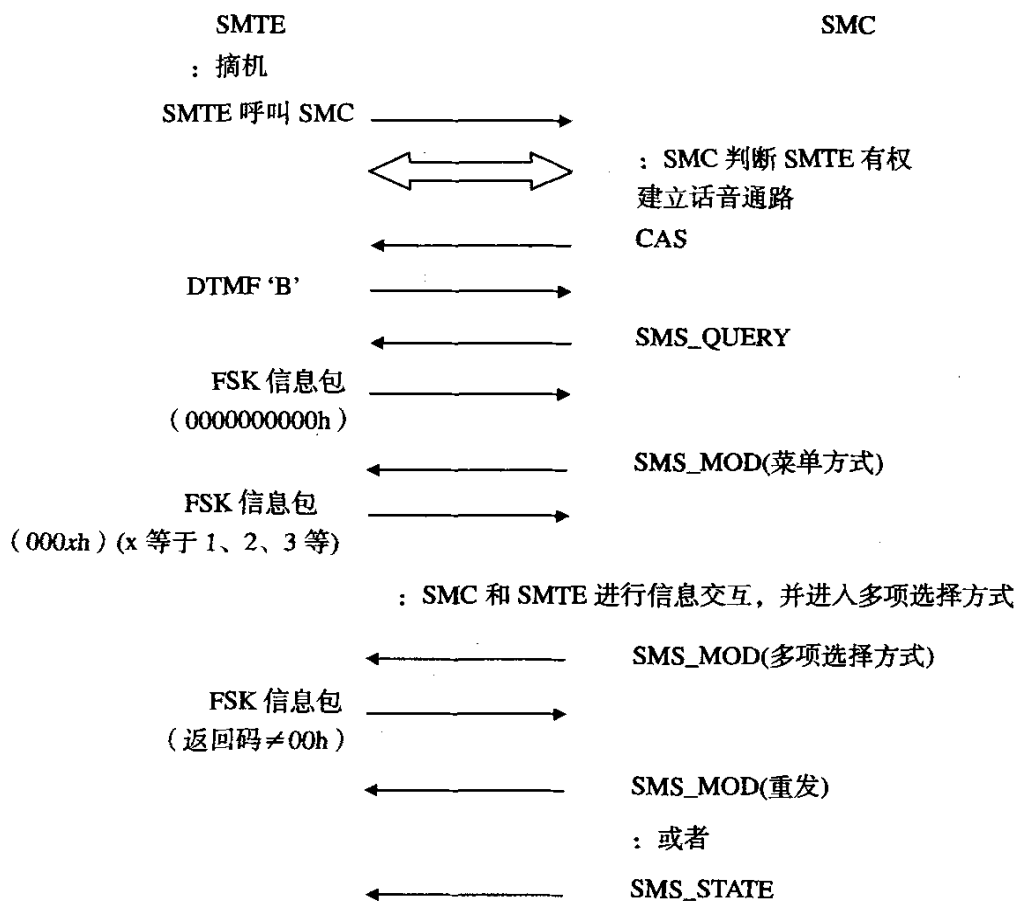 SMTE SMC
：摘机
SMTE 呼叫 SMC
：SMC 判断 SMTE 有权
建立话音通路
CAS
DTMF ‘B’
SMS_QUERY
FSK 信息包
（0000000000h）
SMS_MOD(菜单方式)
FSK 信息包
（000xh）(x 等于 1、2、3 等)
：SMC 和 SMTE 进行信息交互，并进入多项选择方式
SMS_MOD(多项选择方式)
FSK 信息包
（返回码≠00h）
SMS_MOD(重发)
：或者
SMS_STATE